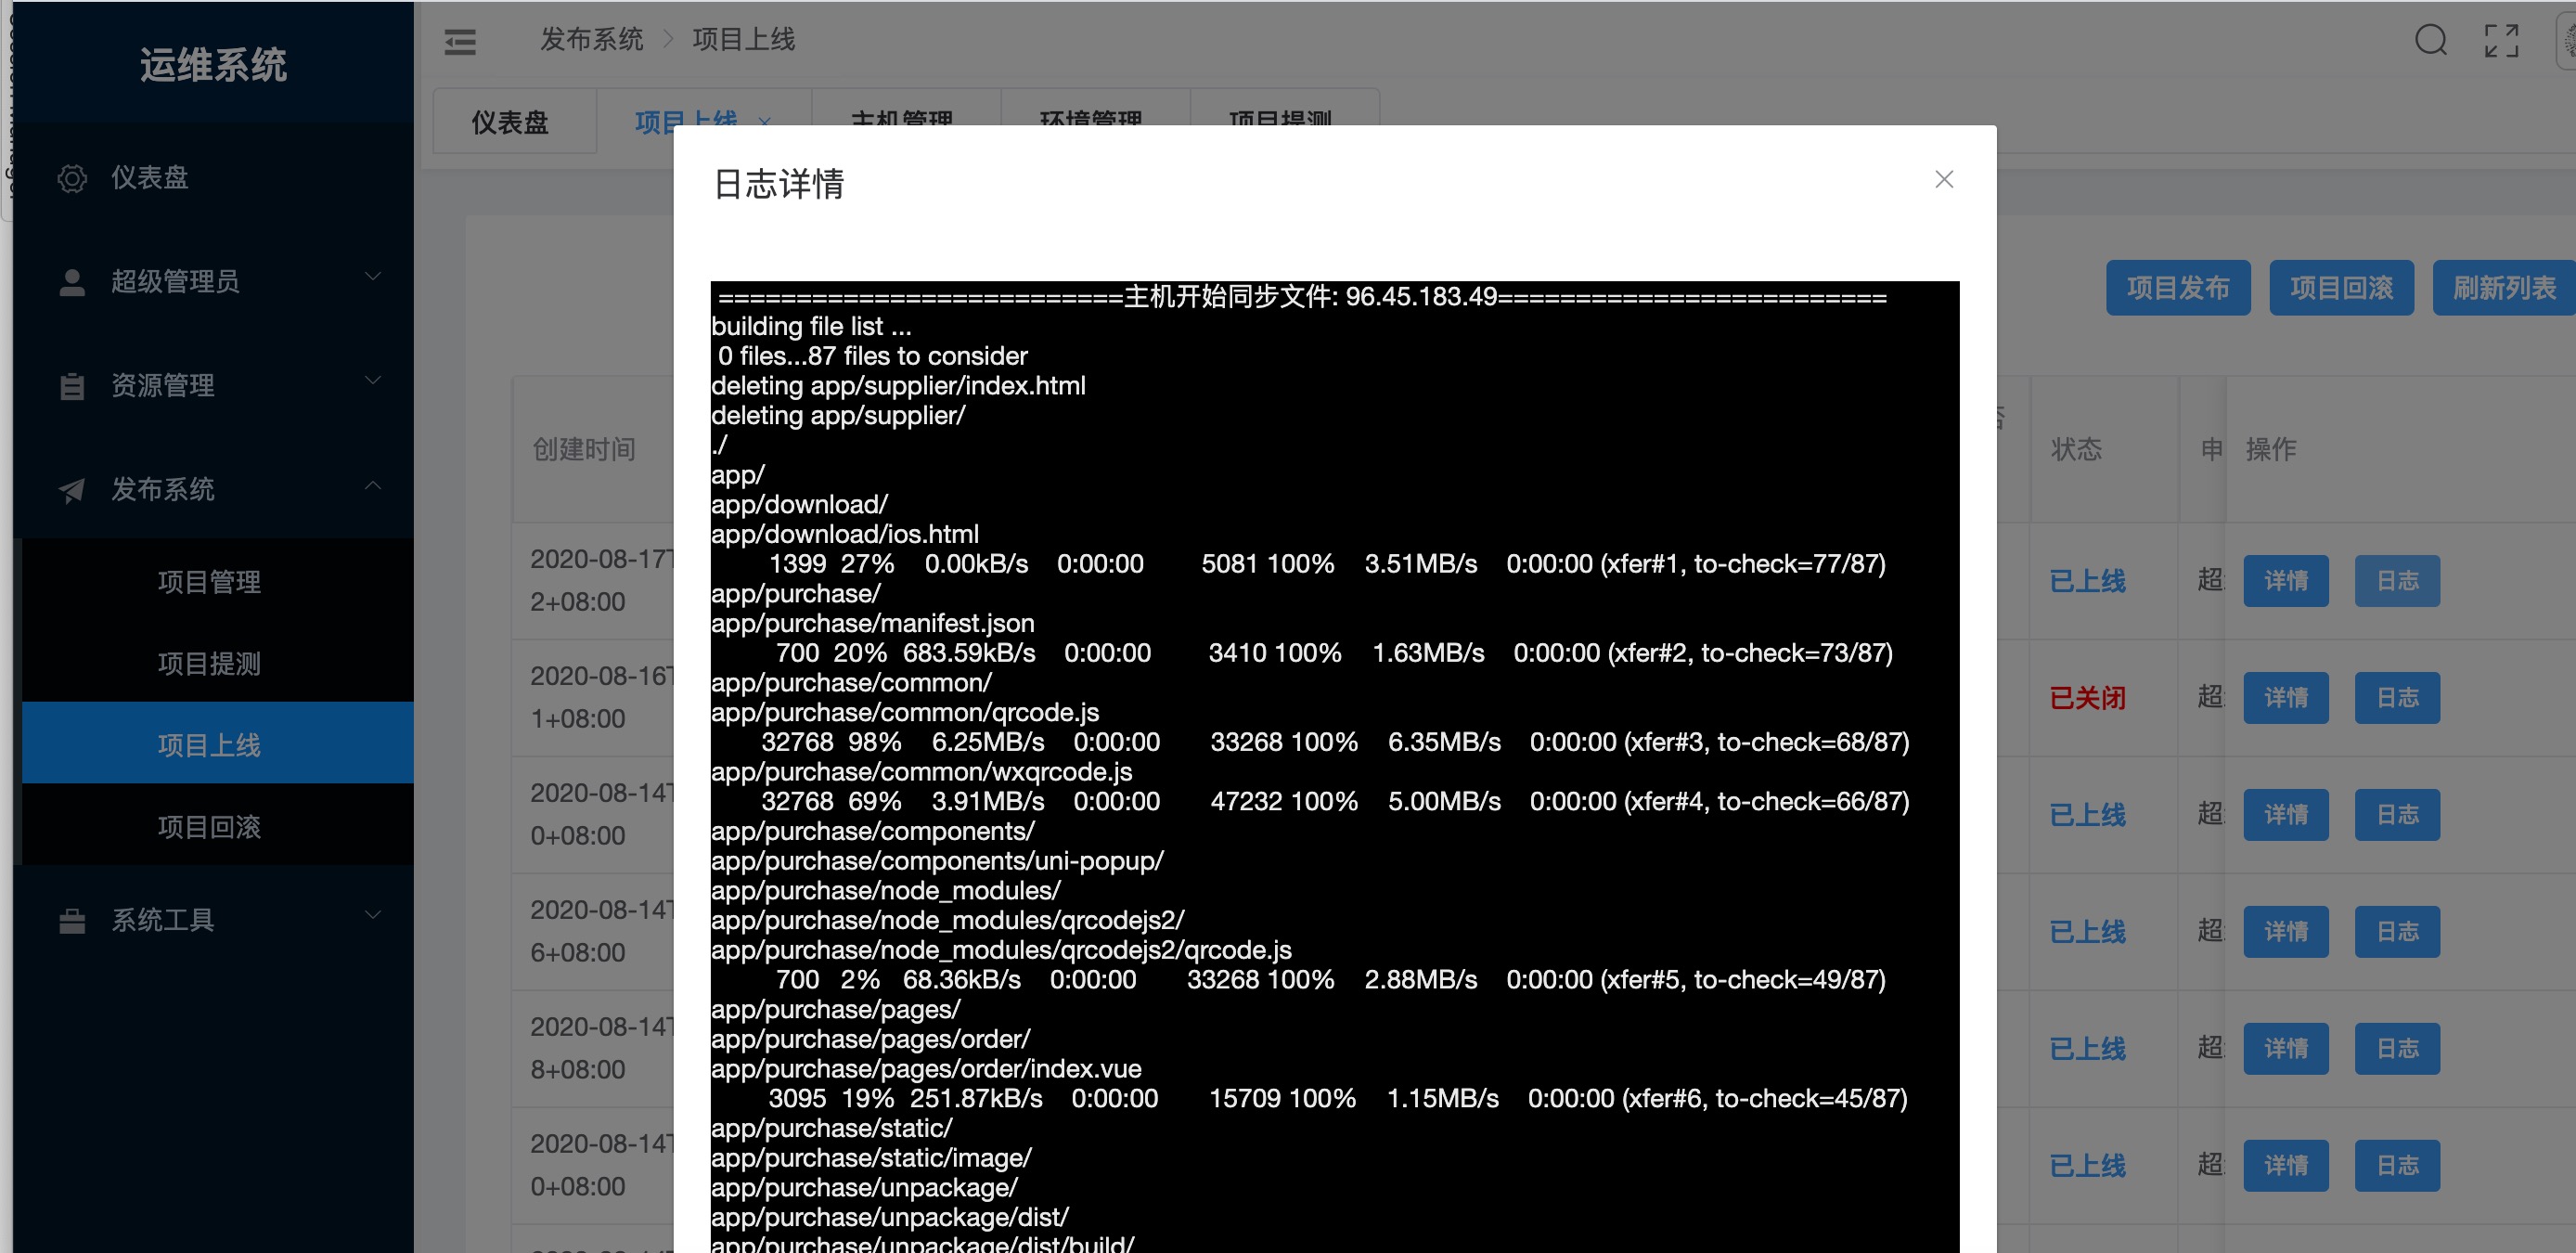 运维系统
仪表盘
超级管理员
资源管理
发布系统
项目管理
项目提测
项目上线
项目回滚
系统工具
发布系统 > 项目上线
仪表盘
项目上线 ×
主机管理
环境管理
项目提测
项目发布
项目回滚
刷新列表
日志详情
==========================主机开始同步文件: 96.45.183.49=========================
building file list ...
0 files...87 files to consider
deleting app/supplier/index.html
deleting app/supplier/
./
app/
app/download/
app/download/ios.html
1399 27% 0.00kB/s 0:00:00 5081 100% 3.51MB/s 0:00:00 (xfer#1, to-check=77/87)
app/purchase/
app/purchase/manifest.json
700 20% 683.59kB/s 0:00:00 3410 100% 1.63MB/s 0:00:00 (xfer#2, to-check=73/87)
app/purchase/common/
app/purchase/common/qrcode.js
32768 98% 6.25MB/s 0:00:00 33268 100% 6.35MB/s 0:00:00 (xfer#3, to-check=68/87)
app/purchase/common/wxqrcode.js
32768 69% 3.91MB/s 0:00:00 47232 100% 5.00MB/s 0:00:00 (xfer#4, to-check=66/87)
app/purchase/components/
app/purchase/components/uni-popup/
app/purchase/node_modules/
app/purchase/node_modules/qrcodejs2/
app/purchase/node_modules/qrcodejs2/qrcode.js
700 2% 68.36kB/s 0:00:00 33268 100% 2.88MB/s 0:00:00 (xfer#5, to-check=49/87)
app/purchase/pages/
app/purchase/pages/order/
app/purchase/pages/order/index.vue
3095 19% 251.87kB/s 0:00:00 15709 100% 1.15MB/s 0:00:00 (xfer#6, to-check=45/87)
app/purchase/static/
app/purchase/static/image/
app/purchase/unpackage/
app/purchase/unpackage/dist/
app/purchase/unpackage/dist/build/
创建时间
状态
申
操作
2020-08-17T
2+08:00
已上线
超
详情
日志
2020-08-16T
1+08:00
已关闭
超
详情
日志
2020-08-14T
0+08:00
已上线
超
详情
日志
2020-08-14T
6+08:00
已上线
超
详情
日志
2020-08-14T
8+08:00
已上线
超
详情
日志
2020-08-14T
0+08:00
已上线
超
详情
日志